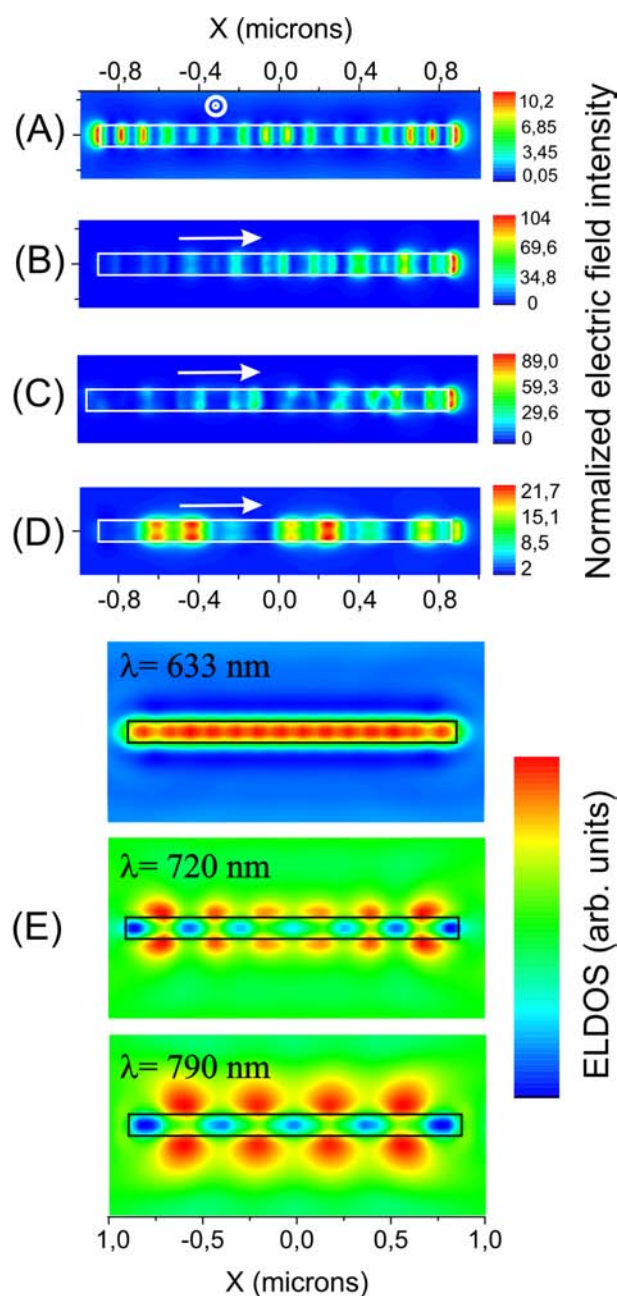 X (microns)
-0,8 -0,4 0,0 0,4 0,8
(A)
10,2
6,85
3,45
0,05
(B)
104
69,6
34,8
0
(C)
89,0
59,3
29,6
0
(D)
21,7
15,1
8,5
2
Normalized electric field intensity
-0,8 -0,4 0,0 0,4 0,8
λ= 633 nm
(E)
λ= 720 nm
λ= 790 nm
ELDOS (arb. units)
1,0 -0,5 0,0 0,5 1,0
X (microns)